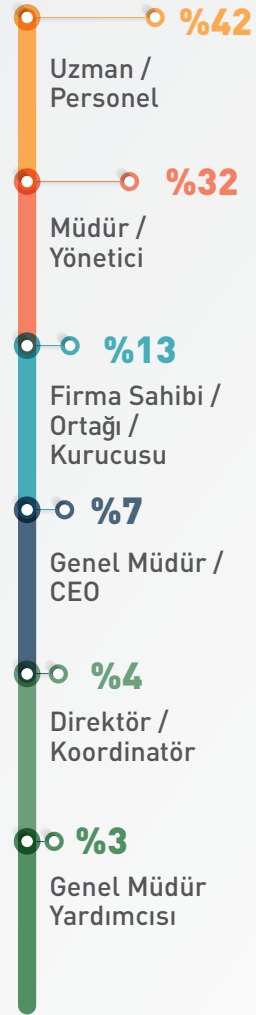 %42
Uzman /
Personel
%32
Müdür /
Yönetici
%13
Firma Sahibi /
Ortağı /
Kurucusu
%7
Genel Müdür /
CEO
%4
Direktör /
Koordinatör
%3
Genel Müdür
Yardımcısı